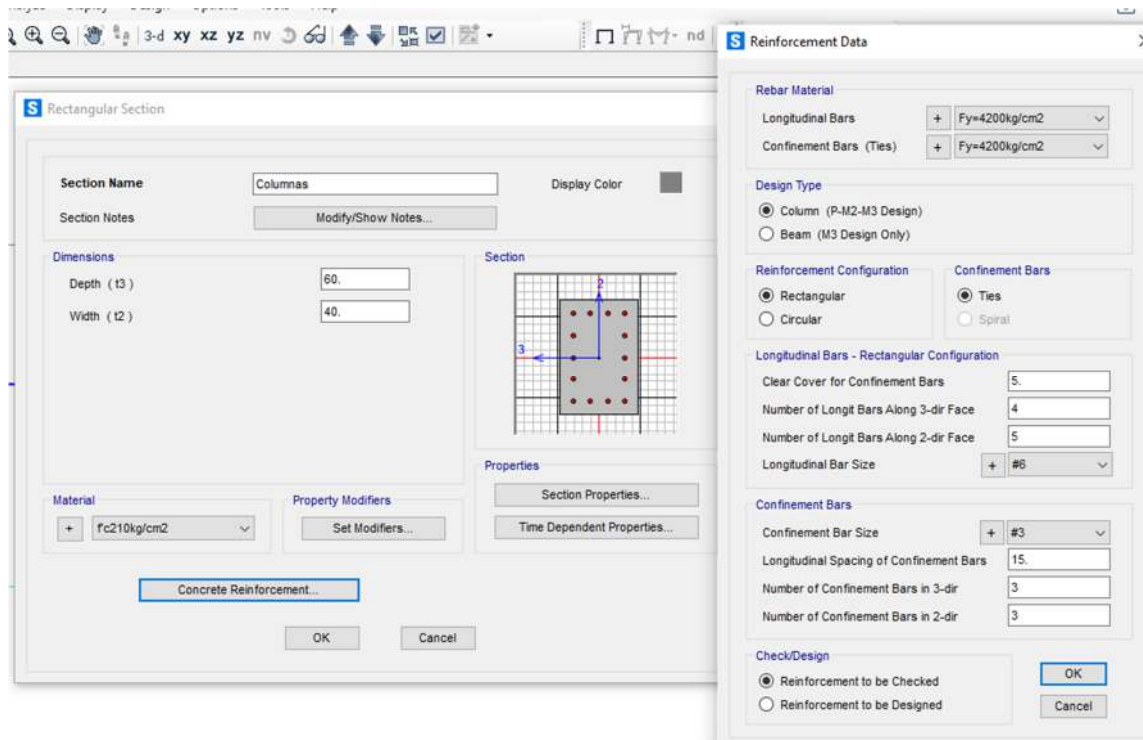 3-d xy xz yz nv
nd
S Rectangular Section
Section Name Columnas Display Color
Section Notes Modify/Show Notes...
Dimensions
Depth ( t3 ) 60.
Width ( t2 ) 40.
Section
2
3
Properties
Section Properties...
Time Dependent Properties...
Material
+ f'c210kg/cm2
Property Modifiers
Set Modifiers...
Concrete Reinforcement...
OK Cancel
S Reinforcement Data
Rebar Material
Longitudinal Bars + Fy=4200kg/cm2
Confinement Bars (Ties) + Fy=4200kg/cm2
Design Type
Column (P-M2-M3 Design)
Beam (M3 Design Only)
Reinforcement Configuration
Rectangular
Circular
Confinement Bars
Ties
Spiral
Longitudinal Bars - Rectangular Configuration
Clear Cover for Confinement Bars 5.
Number of Longit Bars Along 3-dir Face 4
Number of Longit Bars Along 2-dir Face 5
Longitudinal Bar Size + #6
Confinement Bars
Confinement Bar Size + #3
Longitudinal Spacing of Confinement Bars 15.
Number of Confinement Bars in 3-dir 3
Number of Confinement Bars in 2-dir 3
Check/Design
Reinforcement to be Checked
Reinforcement to be Designed
OK
Cancel